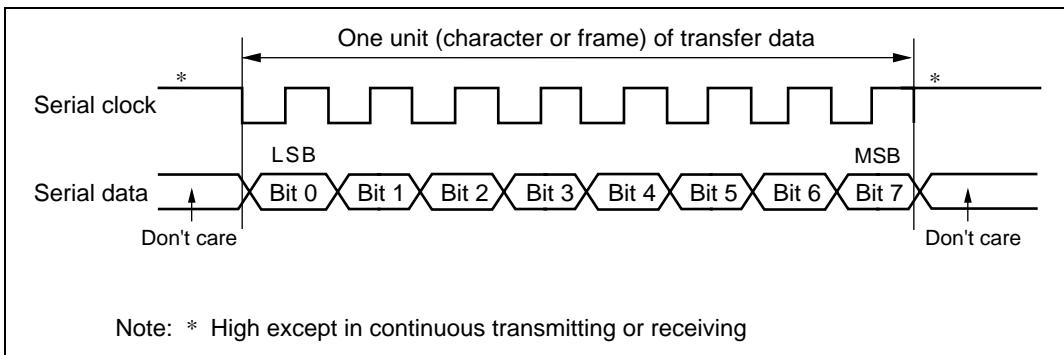 One unit (character or frame) of transfer data
* *
Serial clock
LSB MSB
Serial data Bit 0 Bit 1 Bit 2 Bit 3 Bit 4 Bit 5 Bit 6 Bit 7
Don't care Don't care
Note: * High except in continuous transmitting or receiving